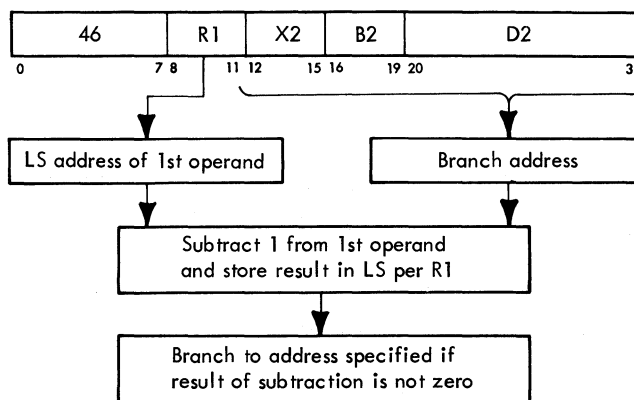 46 R1 X2 B2 D2
0 7 8 11 12 15 16 19 20 3
LS address of 1st operand Branch address
Subtract 1 from 1st operand
and store result in LS per R1
Branch to address specified if
result of subtraction is not zero